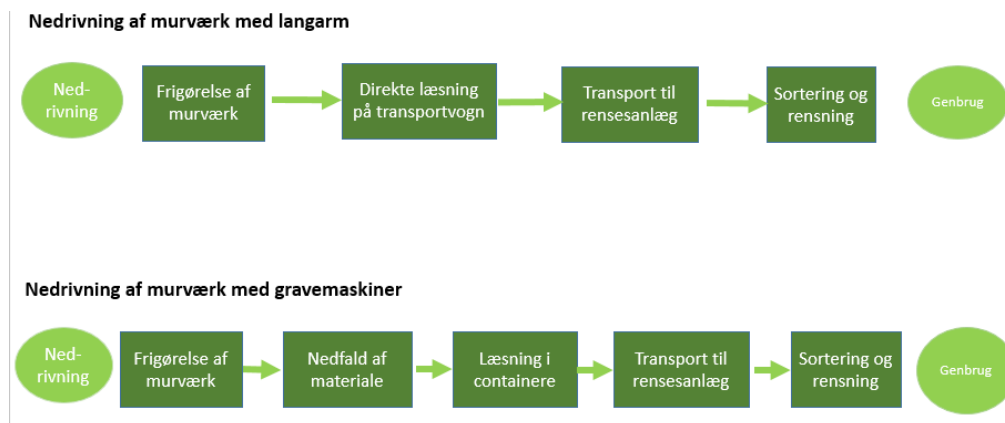 Nedrivning af murværk med langarm
Ned-
rivning
Frigørelse af
murværk
Direkte læsning
på transportvogn
Transport til
rensesanlæg
Sortering og
rensning
Genbrug
Nedrivning af murværk med gravemaskiner
Ned-
rivning
Frigørelse af
murværk
Nedfald af
materiale
Læsning i
containere
Transport til
rensesanlæg
Sortering og
rensning
Genbrug